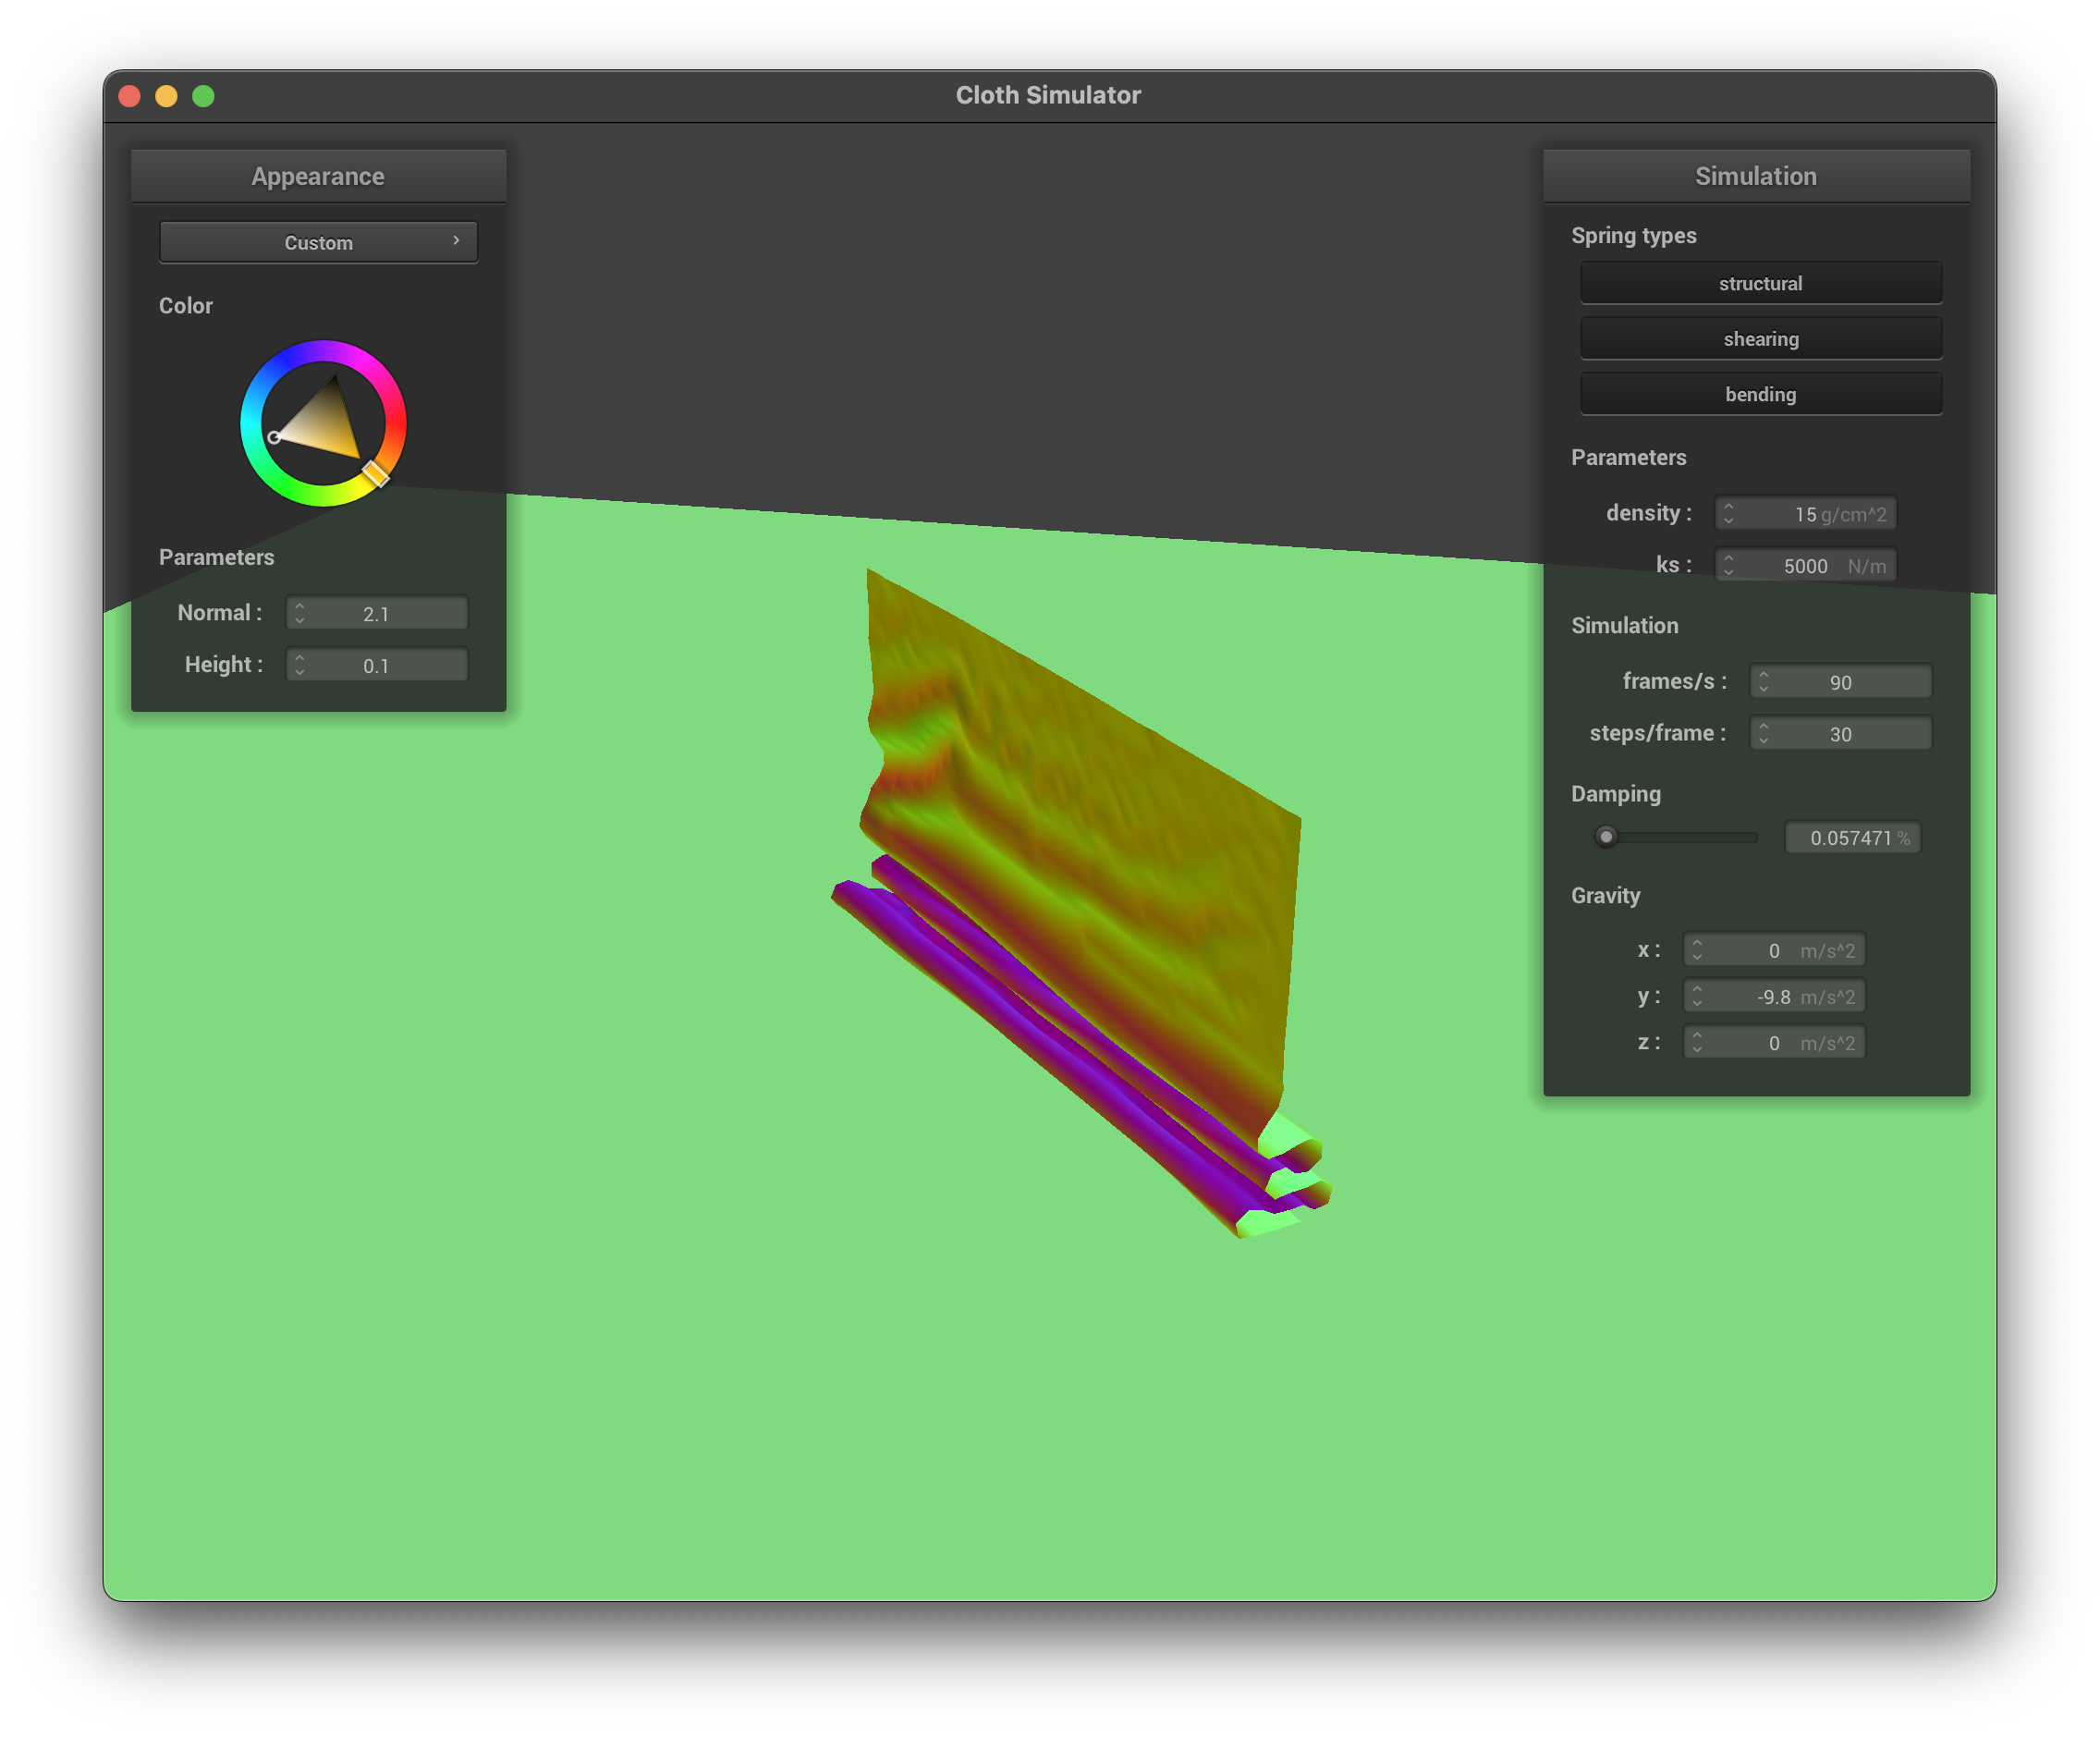 Cloth Simulator
Appearance
Custom
Color
Parameters
Normal : 2.1
Height : 0.1
Simulation
Spring types
structural
shearing
bending
Parameters
density : 15 g/cm^2
ks : 5000 N/m
Simulation
frames/s : 90
steps/frame : 30
Damping
0.057471 %
Gravity
x : 0 m/s^2
y : -9.8 m/s^2
z : 0 m/s^2